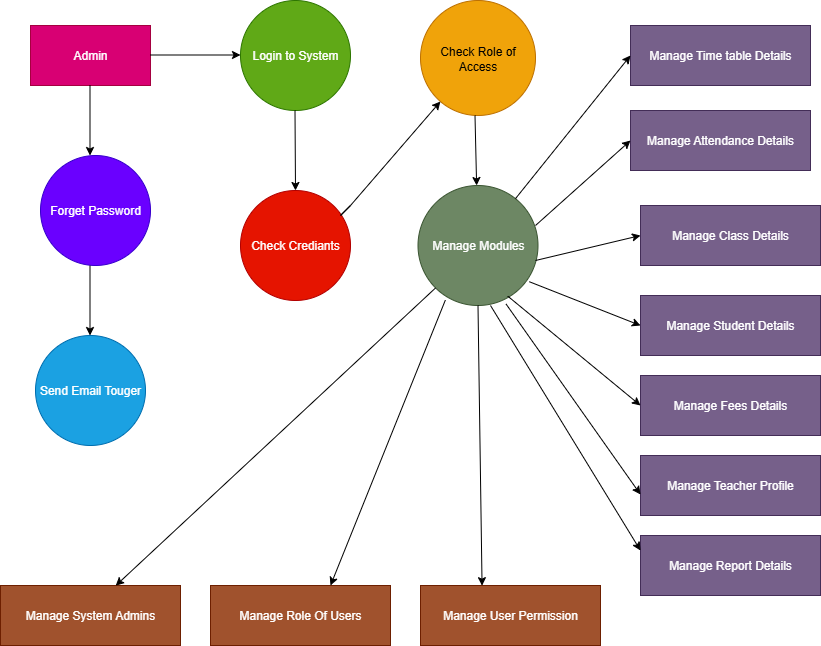 Admin
Login to System
Check Role of
Access
Manage Time table Details
Manage Attendance Details
Forget Password
Check Crediants
Manage Modules
Manage Class Details
Manage Student Details
Send Email Touger
Manage Fees Details
Manage Teacher Profile
Manage Report Details
Manage System Admins
Manage Role Of Users
Manage User Permission